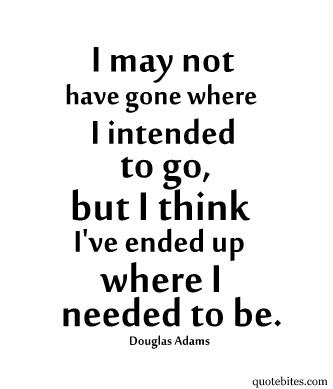 I may not
have gone where
I intended
to go,
but I think
I've ended up
where I
needed to be.
Douglas Adams
quotebites.com